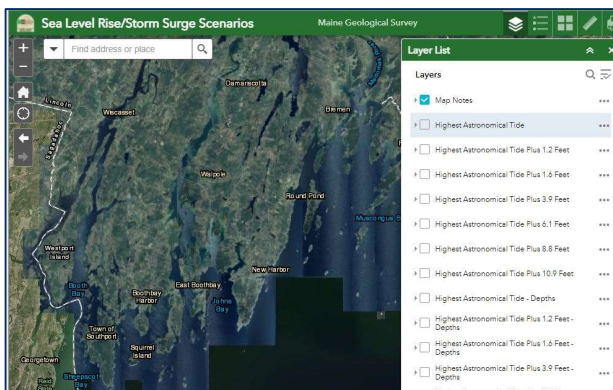 Sea Level Rise/Storm Surge Scenarios
Maine Geological Survey
Find address or place
Lincoln
Sagadahoc
Wiscasset
Damariscotta
Bremen
Walpole
Round Pond
Westport
Island
New Harbor
Booth
Bay
Boothbay
Harbor
East Boothbay
Johns
Bay
Town of
Southport
Squirrel
Island
Georgetown
Sheepscot
Bay
Layer List
Layers
Map Notes
Highest Astronomical Tide
Highest Astronomical Tide Plus 1.2 Feet
Highest Astronomical Tide Plus 1.6 Feet
Highest Astronomical Tide Plus 3.9 Feet
Highest Astronomical Tide Plus 6.1 Feet
Highest Astronomical Tide Plus 8.8 Feet
Highest Astronomical Tide Plus 10.9 Feet
Highest Astronomical Tide - Depths
Highest Astronomical Tide Plus 1.2 Feet -
Depths
Highest Astronomical Tide Plus 1.6 Feet -
Depths
Highest Astronomical Tide Plus 3.9 Feet -
Depths